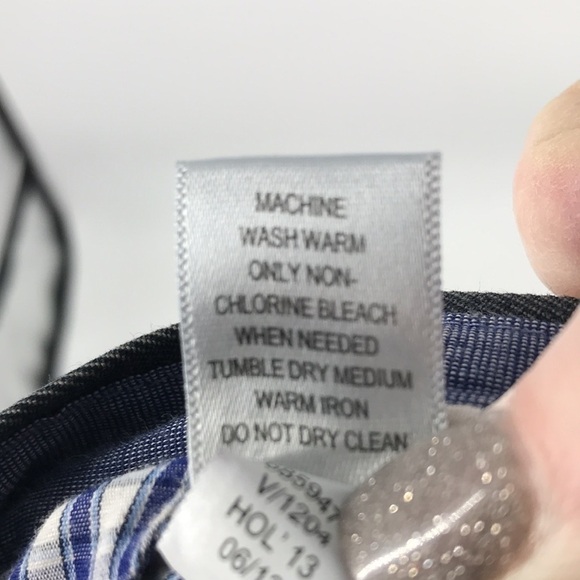 MACHINE
WASH WARM
ONLY NON-
CHLORINE BLEACH
WHEN NEEDED
TUMBLE DRY MEDIUM
WARM IRON
DO NOT DRY CLEAN
V/1204
HOL' 13